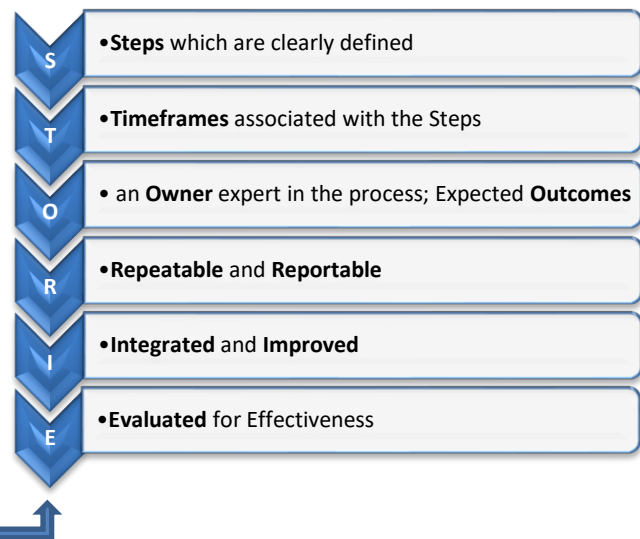 S
•Steps which are clearly defined
T
•Timeframes associated with the Steps
O
• an Owner expert in the process; Expected Outcomes
R
•Repeatable and Reportable
I
•Integrated and Improved
E
•Evaluated for Effectiveness